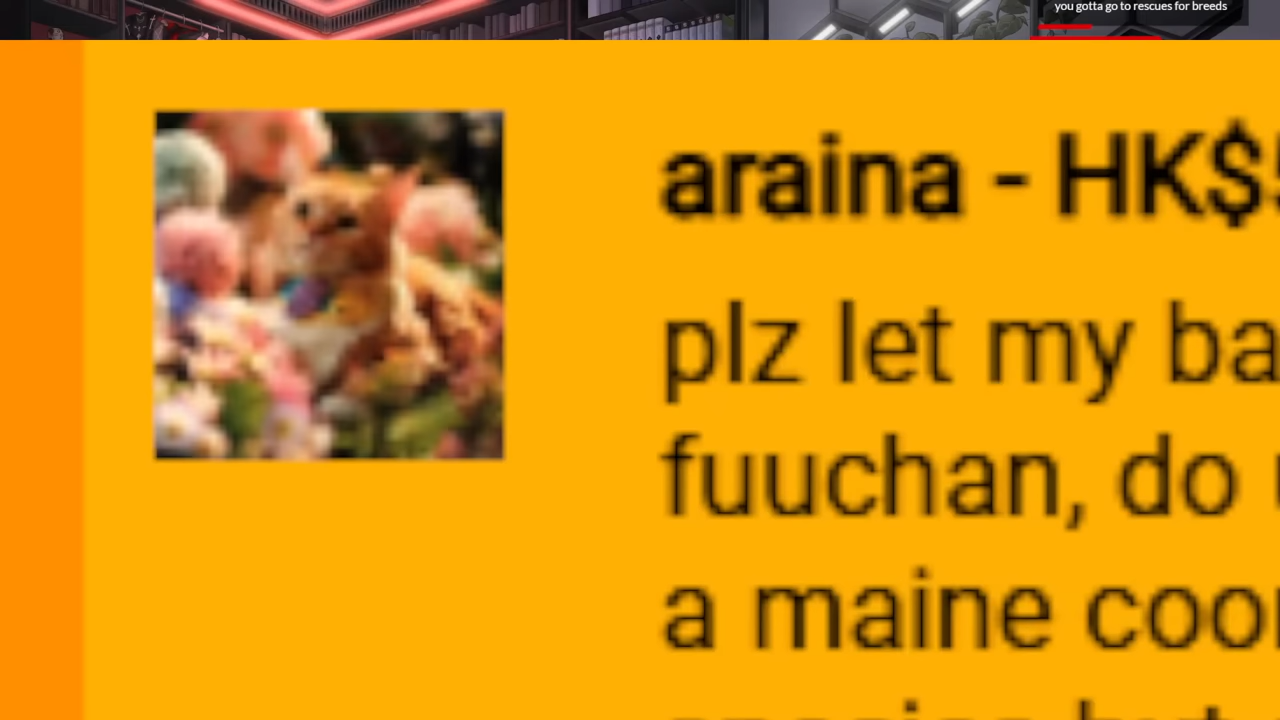 you gotta go to rescues for breeds
araina - HK$
plz let my ba
fuuchan, do
a maine coo